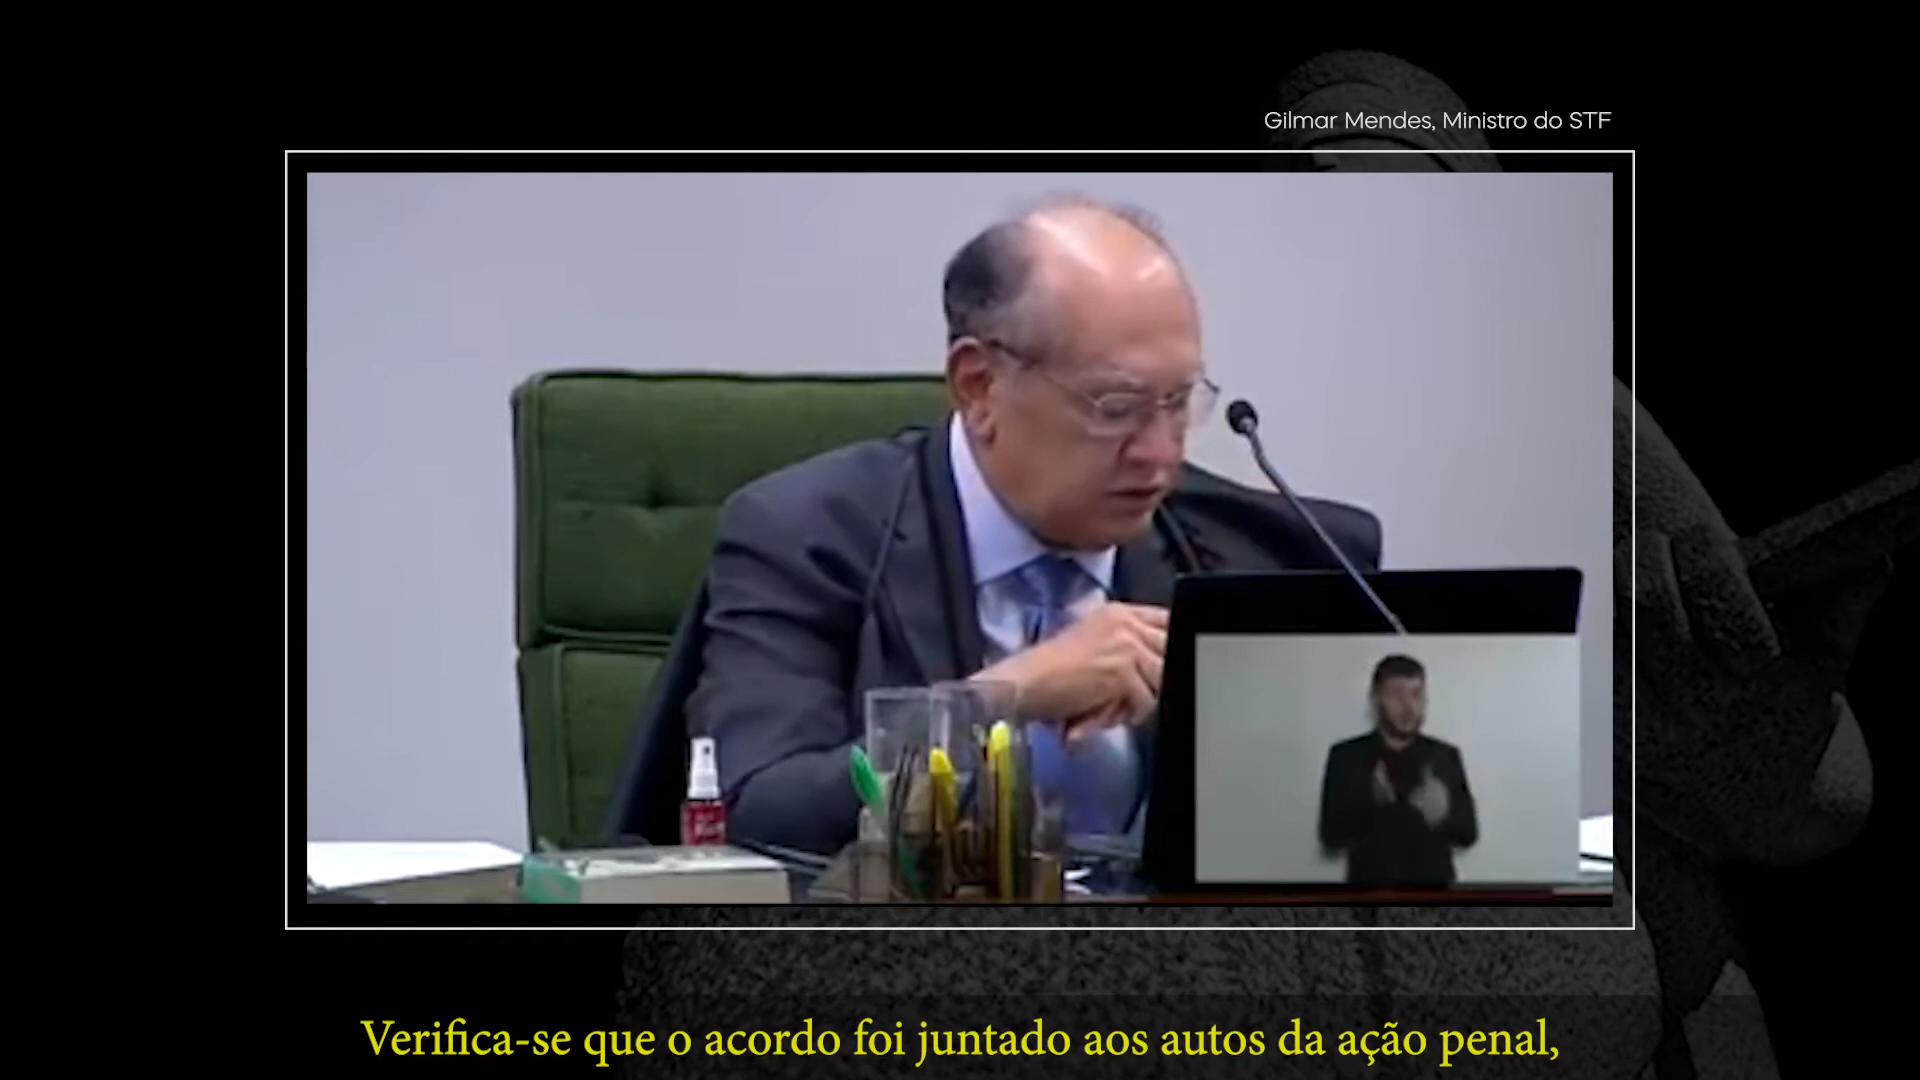 Gilmar Mendes, Ministro do STF
Verifica-se que o acordo foi juntado aos autos da ação penal,